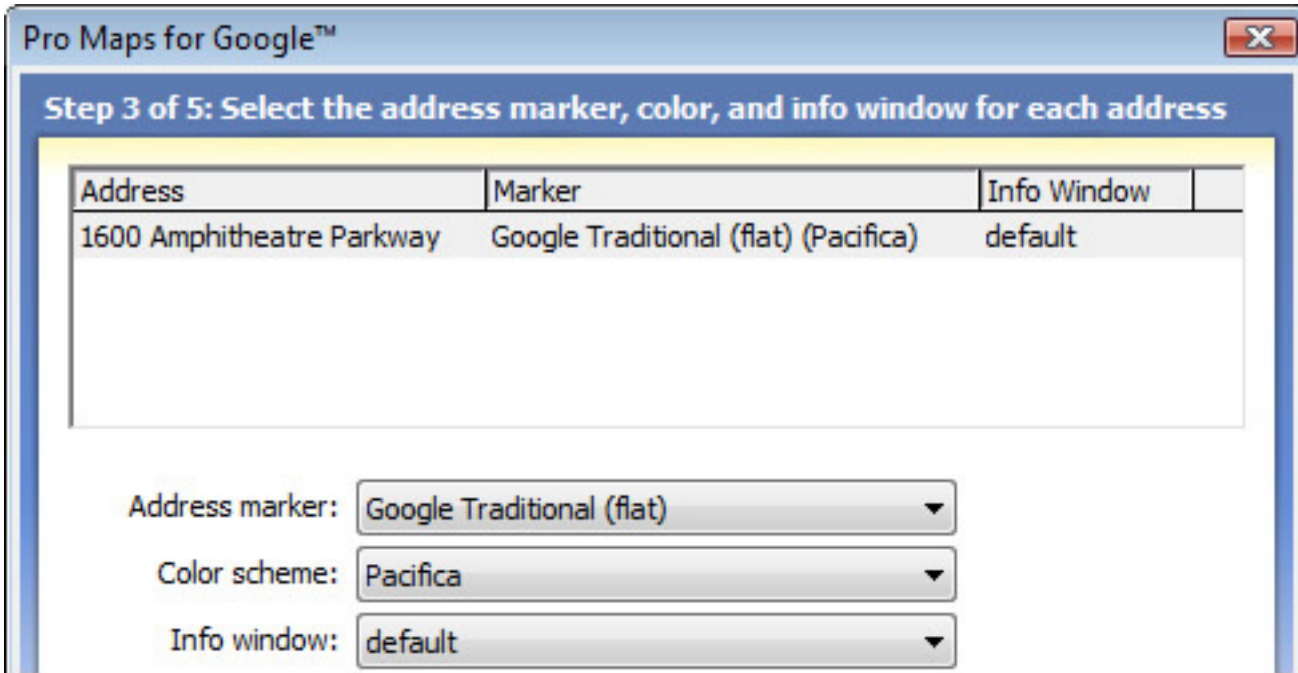 Pro Maps for Google™
Step 3 of 5: Select the address marker, color, and info window for each address
Address Marker Info Window
1600 Amphitheatre Parkway Google Traditional (flat) (Pacifica) default
Address marker: Google Traditional (flat)
Color scheme: Pacifica
Info window: default